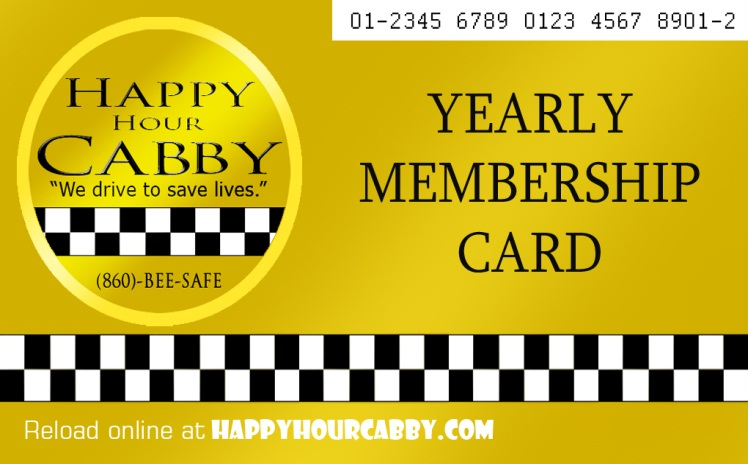 01-2345 6789 0123 4567 8901-2
HAPPY
HOUR
CABBY
"We drive to save lives."
(860)-BEE-SAFE
YEARLY
MEMBERSHIP
CARD
Reload online at HAPPYHOURCABBY.COM